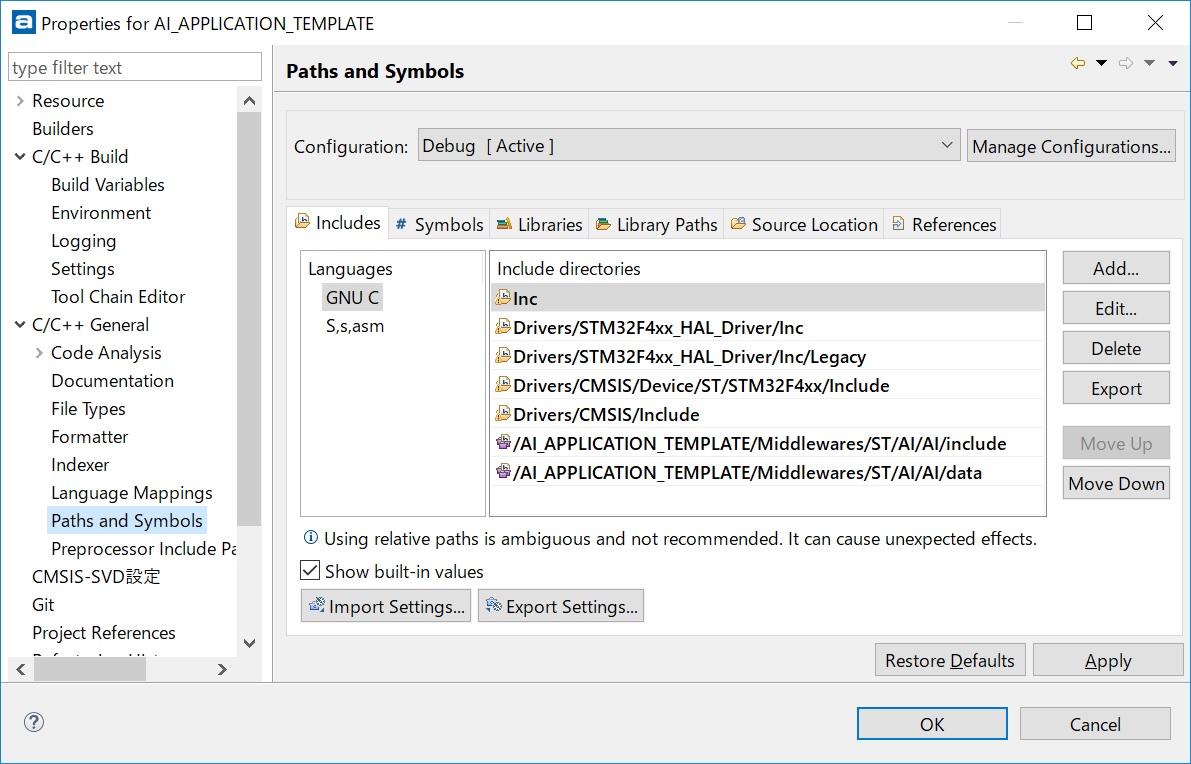 Properties for AI_APPLICATION_TEMPLATE
type filter text
Resource
Builders
C/C++ Build
Build Variables
Environment
Logging
Settings
Tool Chain Editor
C/C++ General
Code Analysis
Documentation
File Types
Formatter
Indexer
Language Mappings
Paths and Symbols
Preprocessor Include Pa
CMSIS-SVD設定
Git
Project References
Paths and Symbols
Configuration: Debug [ Active ] Manage Configurations...
Includes # Symbols Libraries Library Paths Source Location References
Languages
GNU C
S,s,asm
Include directories
Inc
Drivers/STM32F4xx_HAL_Driver/Inc
Drivers/STM32F4xx_HAL_Driver/Inc/Legacy
Drivers/CMSIS/Device/ST/STM32F4xx/Include
Drivers/CMSIS/Include
/AI_APPLICATION_TEMPLATE/Middlewares/ST/AI/AI/include
/AI_APPLICATION_TEMPLATE/Middlewares/ST/AI/AI/data
Add...
Edit...
Delete
Export
Move Up
Move Down
Using relative paths is ambiguous and not recommended. It can cause unexpected effects.
Show built-in values
Import Settings... Export Settings...
Restore Defaults Apply
OK Cancel